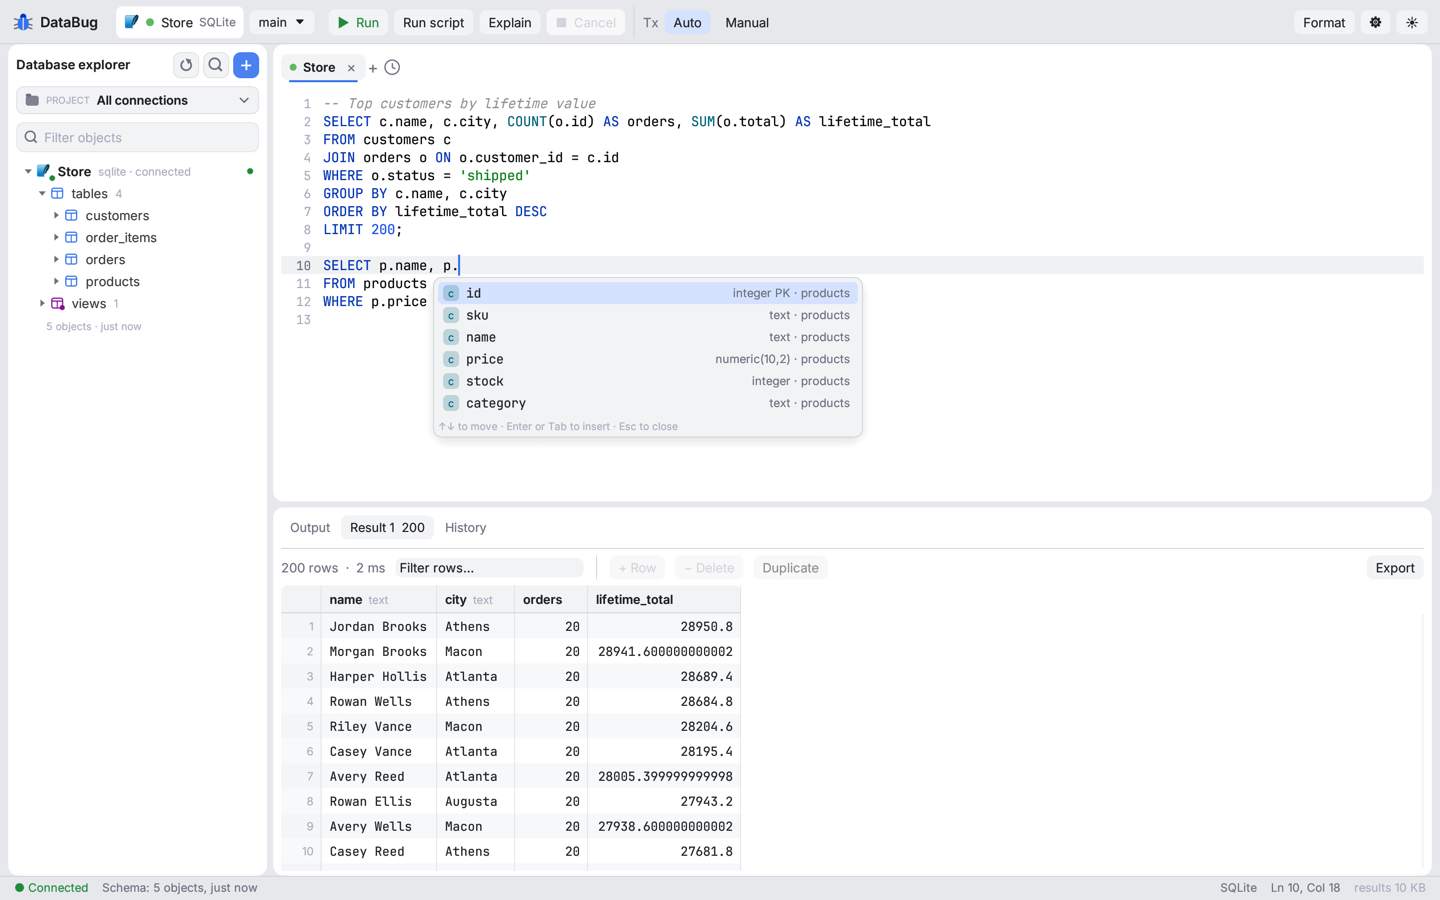 DataBug
Store SQLite
main
Run
Run script
Explain
Cancel
Tx
Auto
Manual
Format
Database explorer
PROJECT All connections
Filter objects
Store sqlite · connected
tables 4
customers
order_items
orders
products
views 1
5 objects · just now
Store × +
1 -- Top customers by lifetime value
2 SELECT c.name, c.city, COUNT(o.id) AS orders, SUM(o.total) AS lifetime_total
3 FROM customers c
4 JOIN orders o ON o.customer_id = c.id
5 WHERE o.status = 'shipped'
6 GROUP BY c.name, c.city
7 ORDER BY lifetime_total DESC
8 LIMIT 200;
9
10 SELECT p.name, p.
11 FROM products
12 WHERE p.price
13
c id integer PK · products
c sku text · products
c name text · products
c price numeric(10,2) · products
c stock integer · products
c category text · products
↑↓ to move · Enter or Tab to insert · Esc to close
Output
Result 1 200
History
200 rows · 2 ms
Filter rows...
+ Row
− Delete
Duplicate
Export
name text city text orders lifetime_total
1 Jordan Brooks Athens 20 28950.8
2 Morgan Brooks Macon 20 28941.600000000002
3 Harper Hollis Atlanta 20 28689.4
4 Rowan Wells Athens 20 28684.8
5 Riley Vance Macon 20 28204.6
6 Casey Vance Atlanta 20 28195.4
7 Avery Reed Atlanta 20 28005.399999999998
8 Rowan Ellis Augusta 20 27943.2
9 Avery Wells Macon 20 27938.600000000002
10 Casey Reed Athens 20 27681.8
Connected
Schema: 5 objects, just now
SQLite
Ln 10, Col 18
results 10 KB